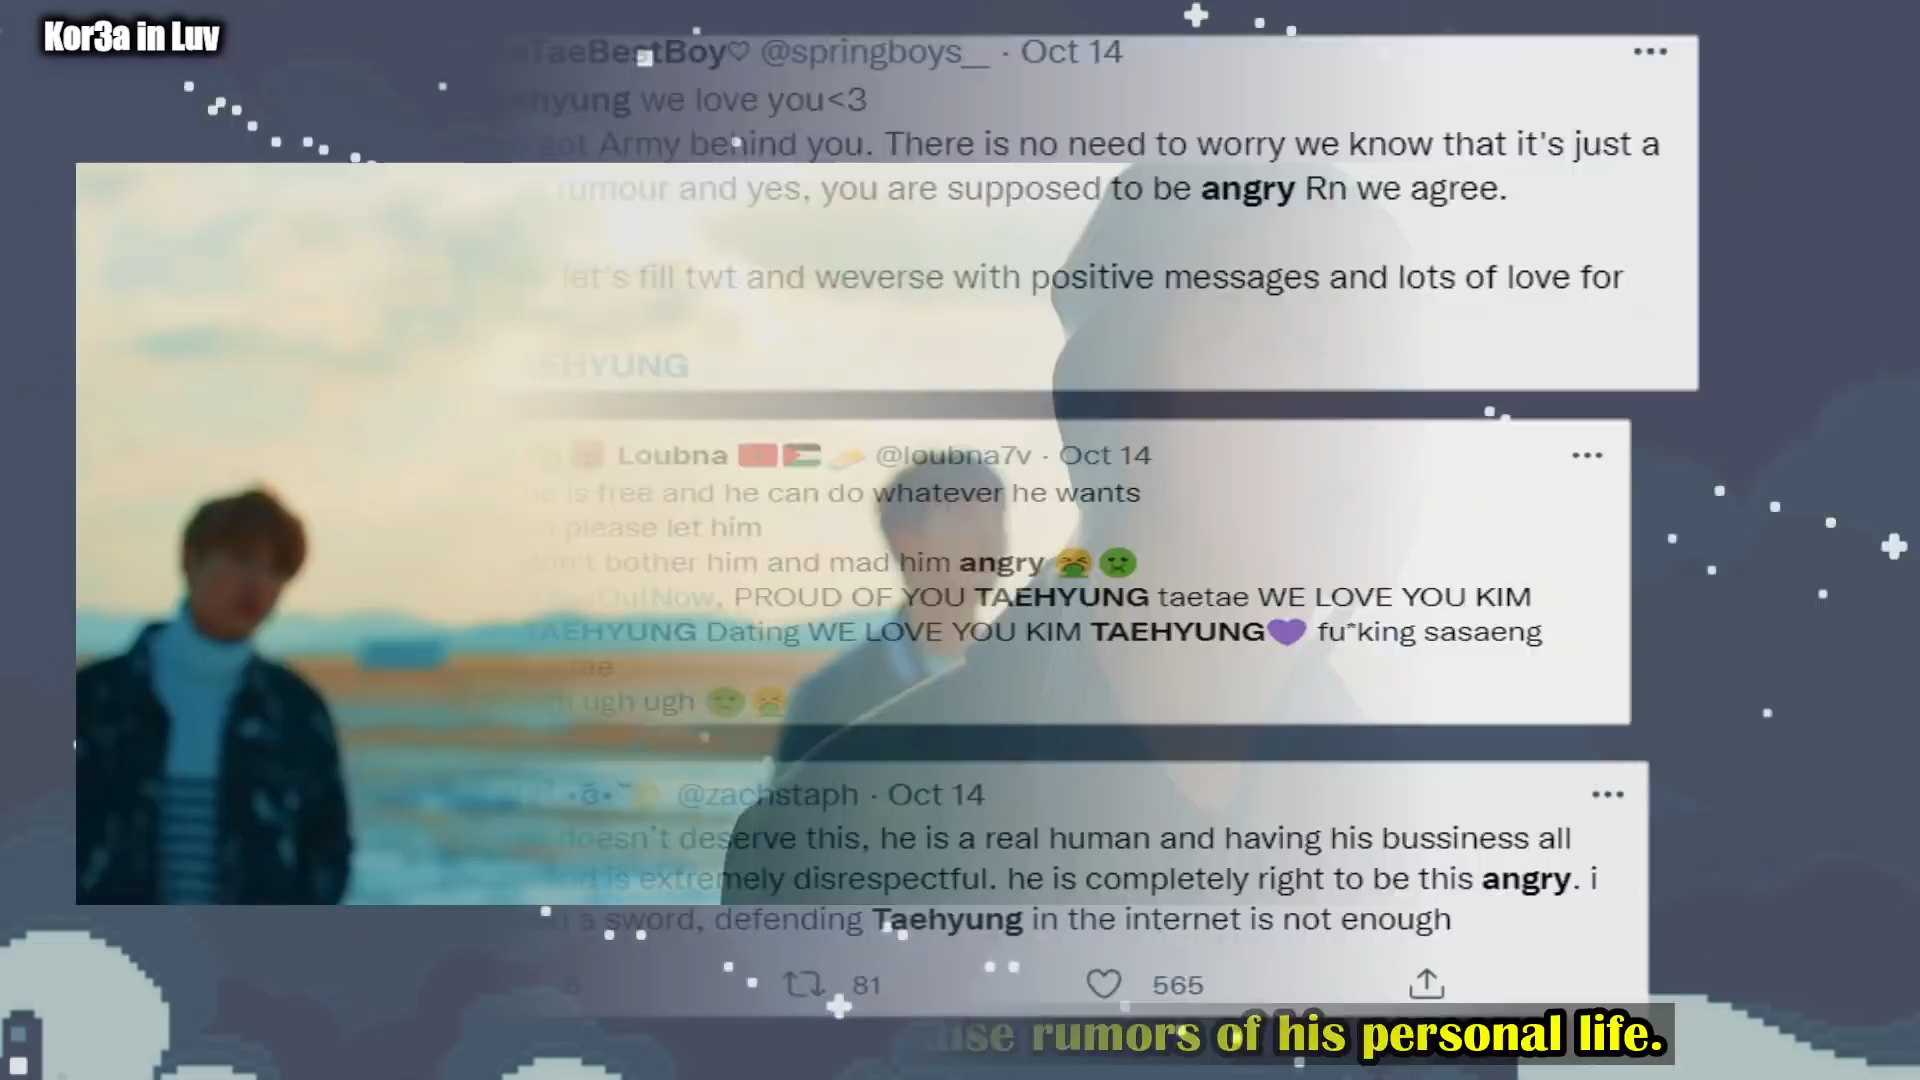 Kor3a in Luv
TaeBestBoy♡ @springboys__ · Oct 14
hyung we love you<3
got Army behind you. There is no need to worry we know that it's just a
rumour and yes, you are supposed to be angry Rn we agree.
let's fill twt and weverse with positive messages and lots of love for
EHYUNG
Loubna 🇲🇦🇵🇸 @loubna7v · Oct 14
is free and he can do whatever he wants
please let him
bother him and mad him angry 😫🤢
OutNow, PROUD OF YOU TAEHYUNG taetae WE LOVE YOU KIM
TAEHYUNG Dating WE LOVE YOU KIM TAEHYUNG💜 fu*king sasaeng
tae
ugh ugh
@zachstaph · Oct 14
doesn't deserve this, he is a real human and having his bussiness all
is extremely disrespectful. he is completely right to be this angry. i
a sword, defending Taehyung in the internet is not enough
81 565
rumors of his personal life.